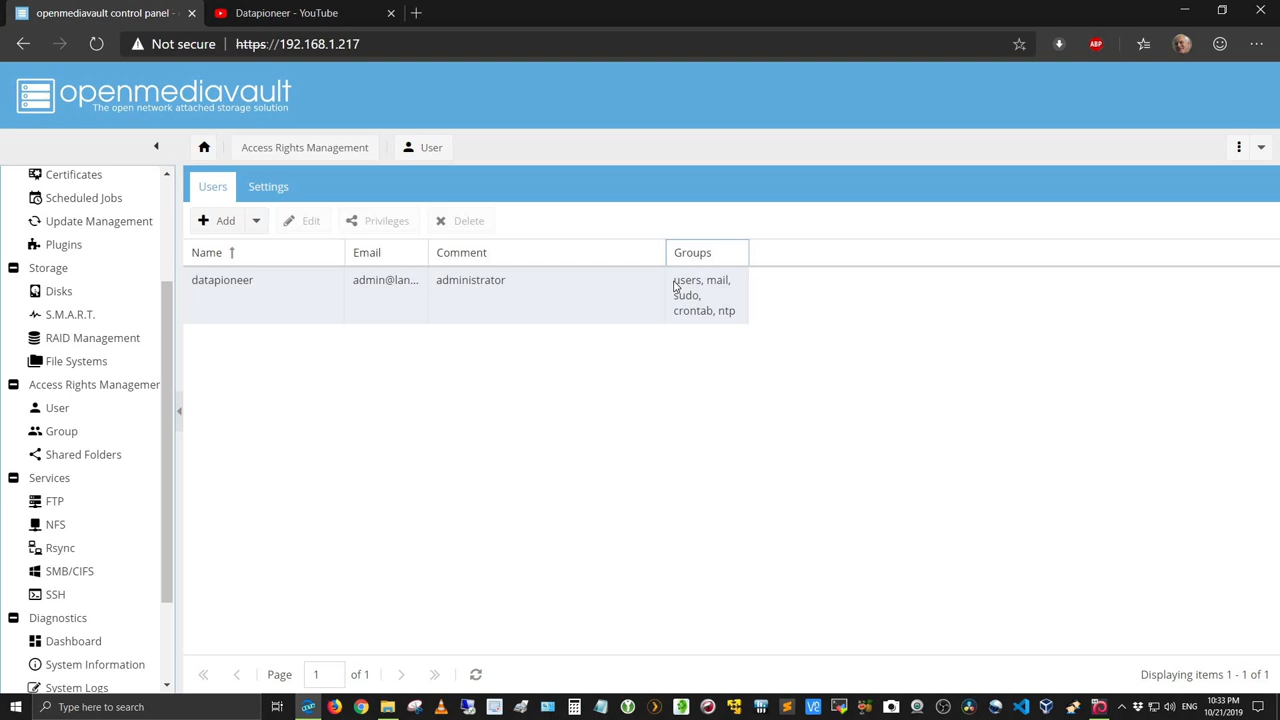 openmediavault control panel -
Datapioneer - YouTube
Not secure
https://192.168.1.217
ABP
openmediavault
The open network attached storage solution
Access Rights Management
User
Certificates
Scheduled Jobs
Update Management
Plugins
Storage
Disks
S.M.A.R.T.
RAID Management
File Systems
Access Rights Managemen
User
Group
Shared Folders
Services
FTP
NFS
Rsync
SMB/CIFS
SSH
Diagnostics
Dashboard
System Information
System Logs
Users
Settings
Add
Edit
Privileges
Delete
Name
Email
Comment
Groups
datapioneer
admin@lan...
administrator
users, mail,
sudo,
crontab, ntp
Page
1
of 1
Displaying items 1 - 1 of 1
Type here to search
ENG
10:33 PM
10/21/2019